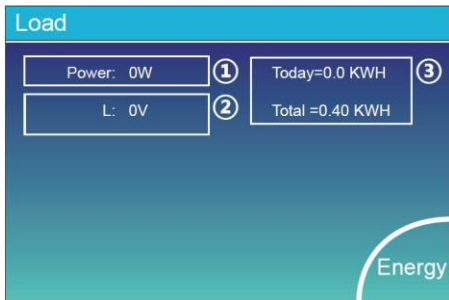 Load
Power: 0W ① Today=0.0 KWH ③
L: 0V ② Total =0.40 KWH
Energy